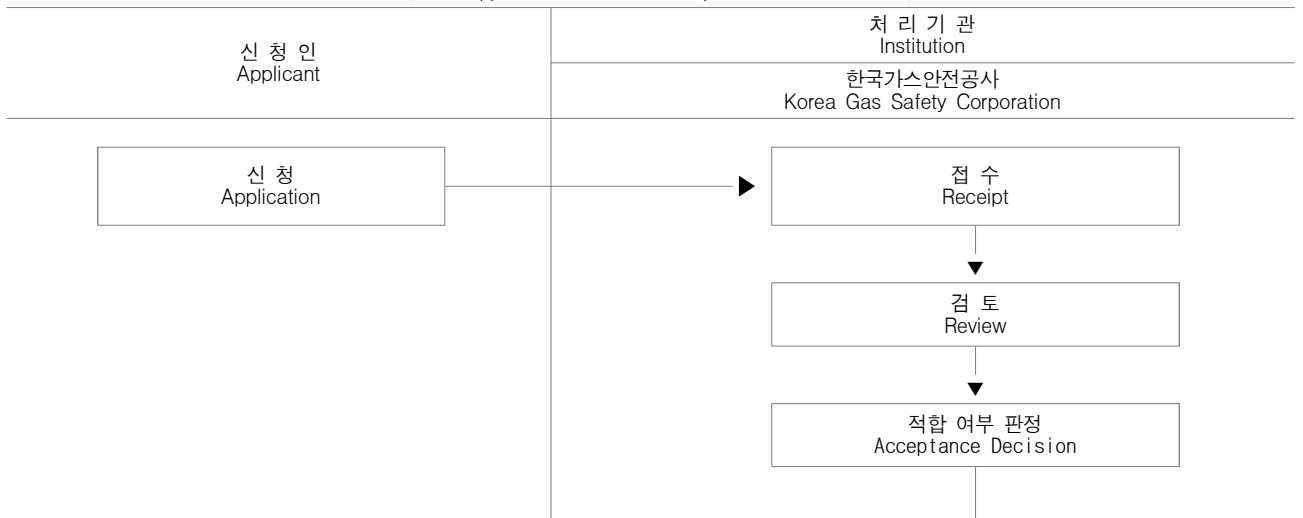 신 청 인
Applicant
처 리 기 관
Institution
한국가스안전공사
Korea Gas Safety Corporation
신 청
Application
접 수
Receipt
검 토
Review
적합 여부 판정
Acceptance Decision